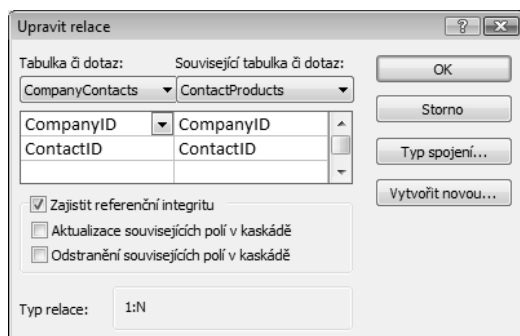 Upravit relace
Tabulka či dotaz: Související tabulka či dotaz:
CompanyContacts ContactProducts
CompanyID CompanyID
ContactID ContactID
Zajistit referenční integritu
Aktualizace souvisejících polí v kaskádě
Odstranění souvisejících polí v kaskádě
Typ relace: 1:N
OK
Storno
Typ spojení...
Vytvořit novou...